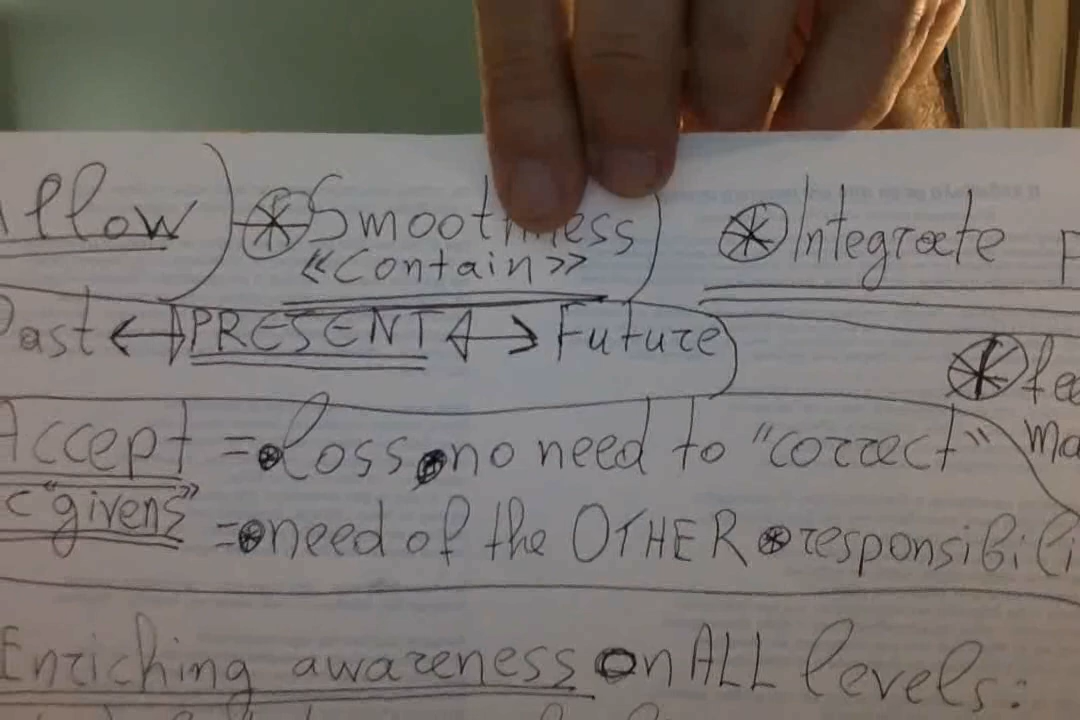 Allow) ⊛ Smoothness) ⊛ Integrate
«Contain»
Past ↔ PRESENT ↔ Future
Accept = • loss • no need to "correct"
"givens" = • need of the OTHER • responsibili
Enriching awareness on ALL levels: